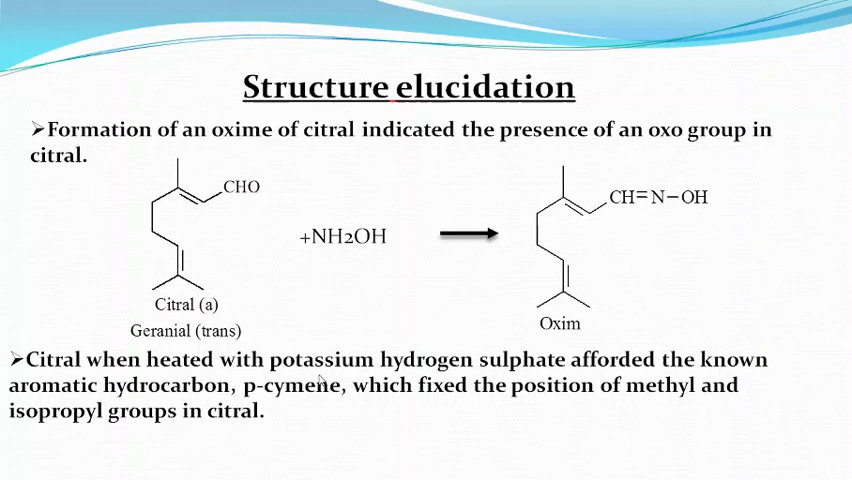 Structure elucidation
➢Formation of an oxime of citral indicated the presence of an oxo group in
citral.
CHO
CH=N-OH
+NH2OH
Citral (a)
Geranial (trans)
Oxim
➢Citral when heated with potassium hydrogen sulphate afforded the known
aromatic hydrocarbon, p-cymene, which fixed the position of methyl and
isopropyl groups in citral.